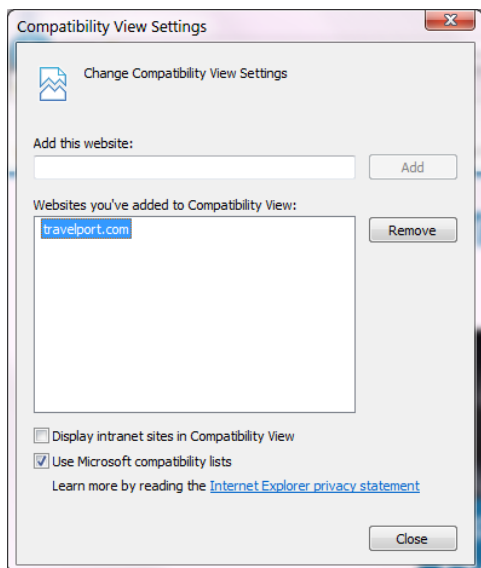 Compatibility View Settings
Change Compatibility View Settings
Add this website:
Add
Websites you've added to Compatibility View:
travelport.com
Remove
Display intranet sites in Compatibility View
Use Microsoft compatibility lists
Learn more by reading the Internet Explorer privacy statement
Close